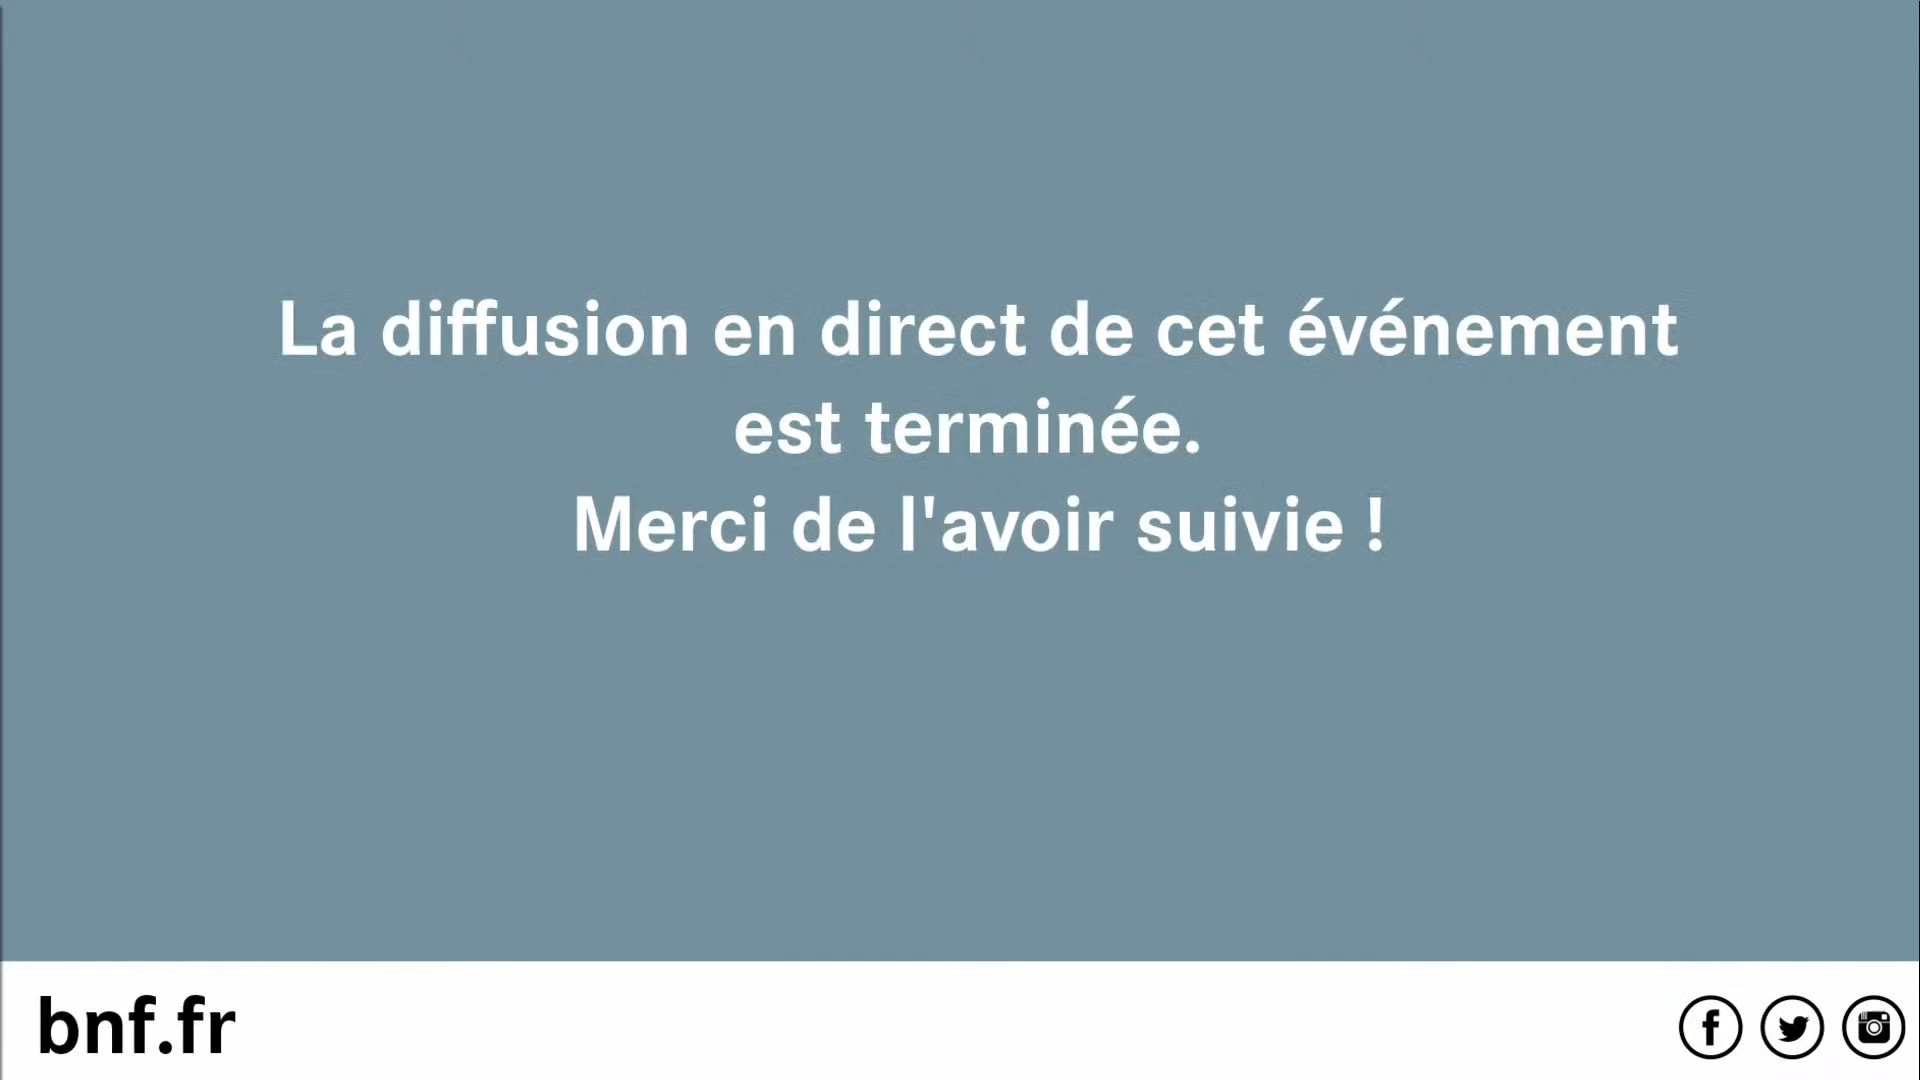 La diffusion en direct de cet événement
est terminée.
Merci de l'avoir suivie !
bnf.fr